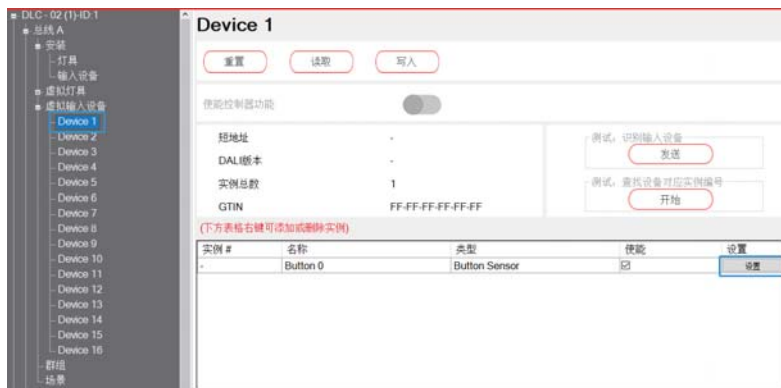 DLC - 02 (1)-ID:1
总线 A
安装
灯具
输入设备
虚拟灯具
虚拟输入设备
Device 1
Device 2
Device 3
Device 4
Device 5
Device 6
Device 7
Device 8
Device 9
Device 10
Device 11
Device 12
Device 13
Device 14
Device 15
Device 16
群组
场景
Device 1
重置 读取 写入
使能控制器功能
短地址 -
DALI版本 -
实例总数 1
GTIN FF-FF-FF-FF-FF-FF
测试，识别输入设备
发送
测试，查找设备对应实例编号
开始
(下方表格右键可添加或删除实例)
实例 # 名称 类型 使能 设置
- Button 0 Button Sensor 设置